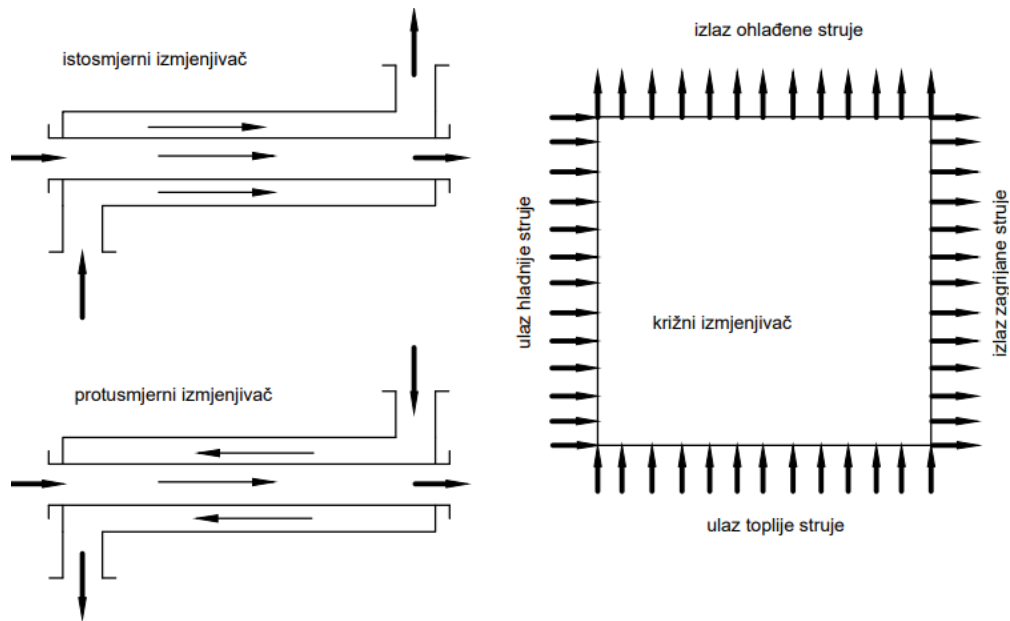 istosmjerni izmjenjivač
protusmjerni izmjenjivač
izlaz ohlađene struje
ulaz hladnije struje
križni izmjenjivač
izlaz zagrijane struje
ulaz toplije struje